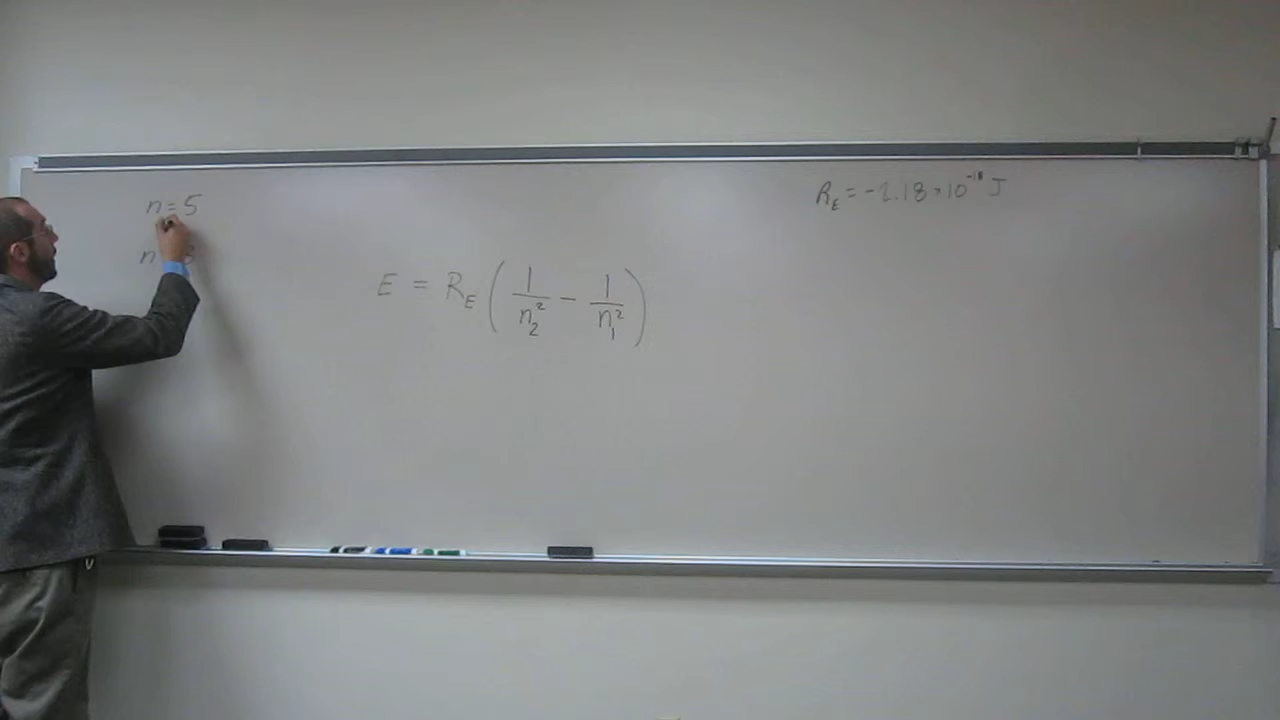 n = 5
n
R_E = -2.18 × 10^-18 J
E = R_E ( 1/n_2^2 − 1/n_1^2 )